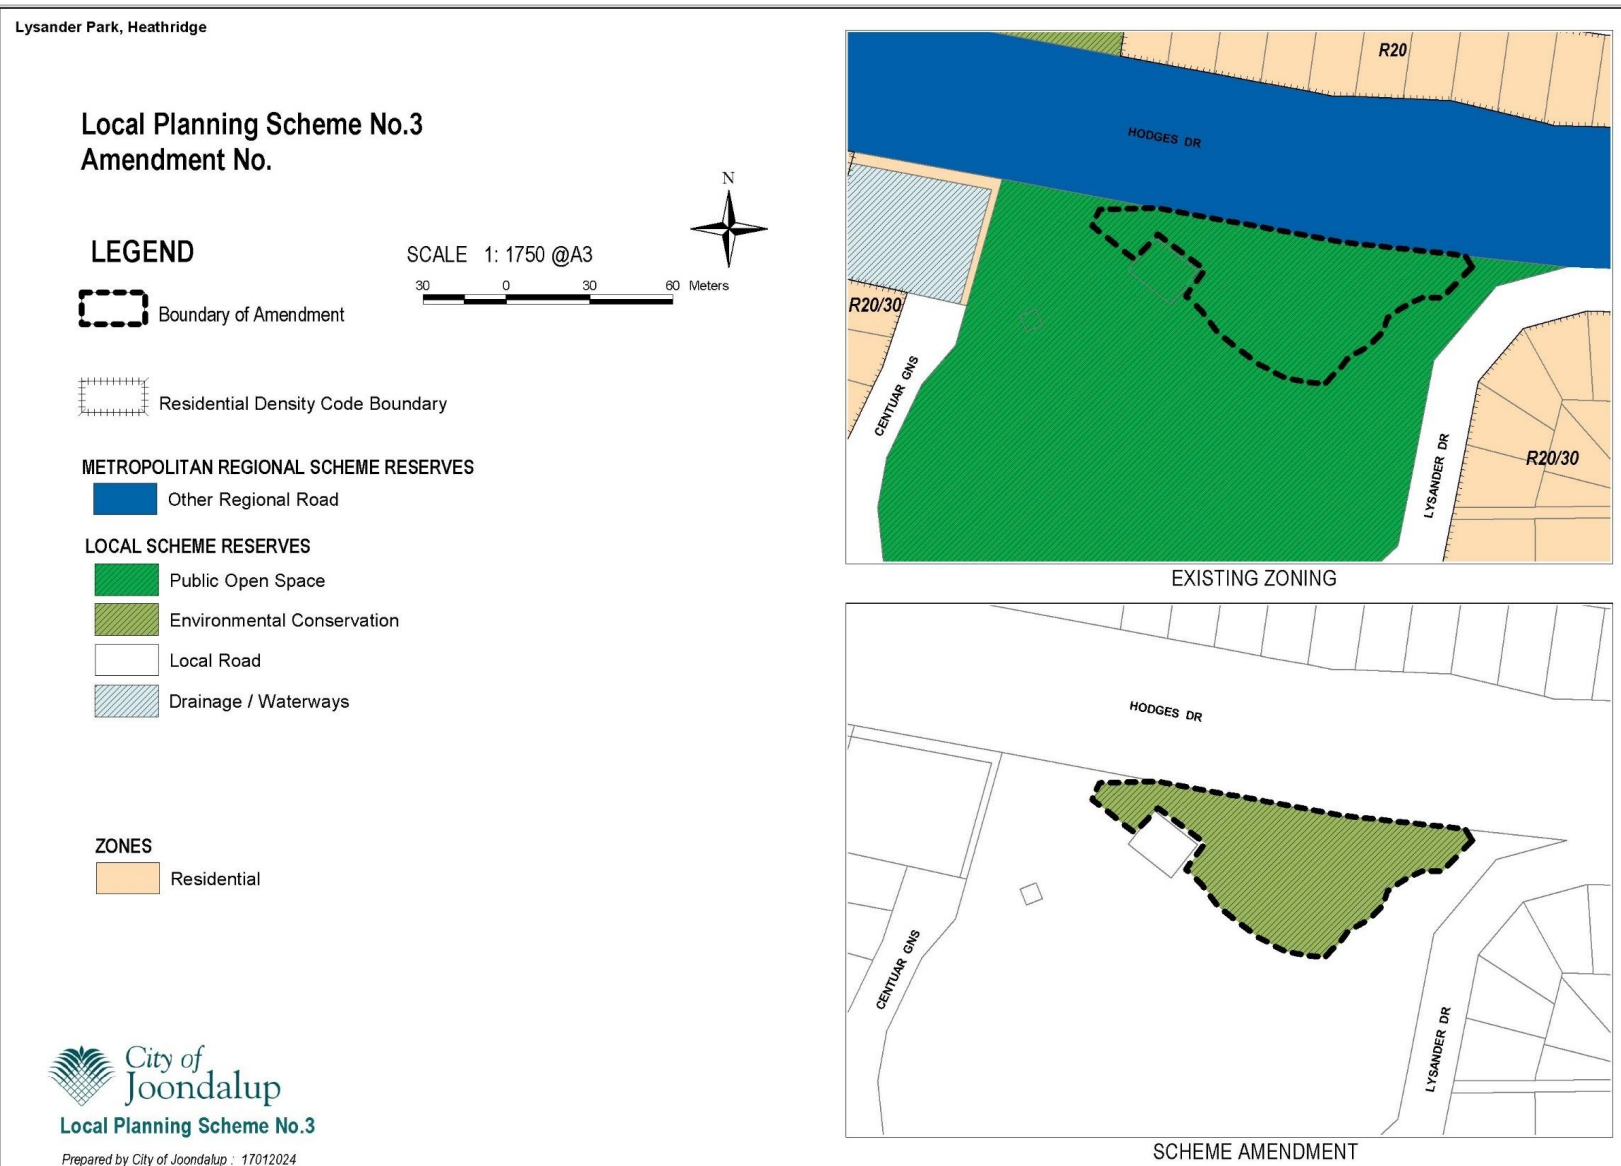 Lysander Park, Heathridge
Local Planning Scheme No.3
Amendment No.
N
LEGEND
SCALE 1: 1750 @A3
30 0 30 60 Meters
Boundary of Amendment
Residential Density Code Boundary
METROPOLITAN REGIONAL SCHEME RESERVES
Other Regional Road
LOCAL SCHEME RESERVES
Public Open Space
Environmental Conservation
Local Road
Drainage / Waterways
ZONES
Residential
City of
Joondalup
Local Planning Scheme No.3
Prepared by City of Joondalup : 17012024
R20
HODGES DR
R20/30
CENTUAR GNS
LYSANDER DR
R20/30
EXISTING ZONING
HODGES DR
CENTUAR GNS
LYSANDER DR
SCHEME AMENDMENT